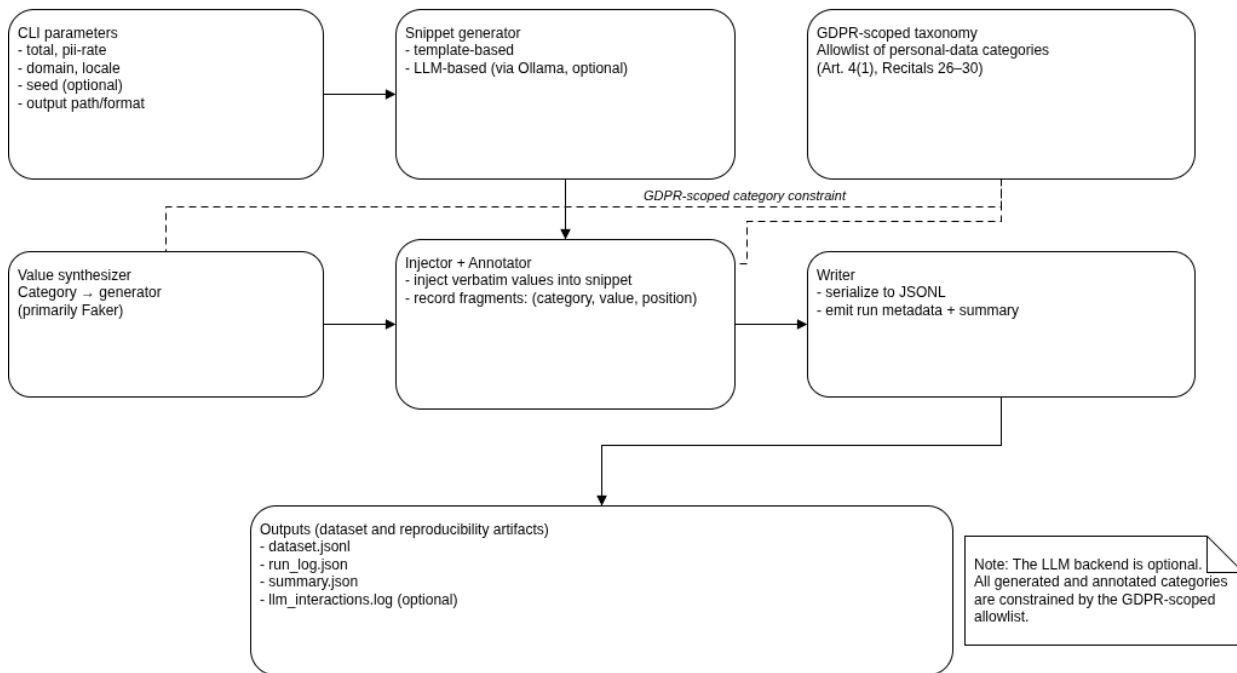 CLI parameters
- total, pii-rate
- domain, locale
- seed (optional)
- output path/format
Snippet generator
- template-based
- LLM-based (via Ollama, optional)
GDPR-scoped taxonomy
Allowlist of personal-data categories
(Art. 4(1), Recitals 26–30)
GDPR-scoped category constraint
Value synthesizer
Category → generator
(primarily Faker)
Injector + Annotator
- inject verbatim values into snippet
- record fragments: (category, value, position)
Writer
- serialize to JSONL
- emit run metadata + summary
Outputs (dataset and reproducibility artifacts)
- dataset.jsonl
- run_log.json
- summary.json
- llm_interactions.log (optional)
Note: The LLM backend is optional.
All generated and annotated categories
are constrained by the GDPR-scoped
allowlist.